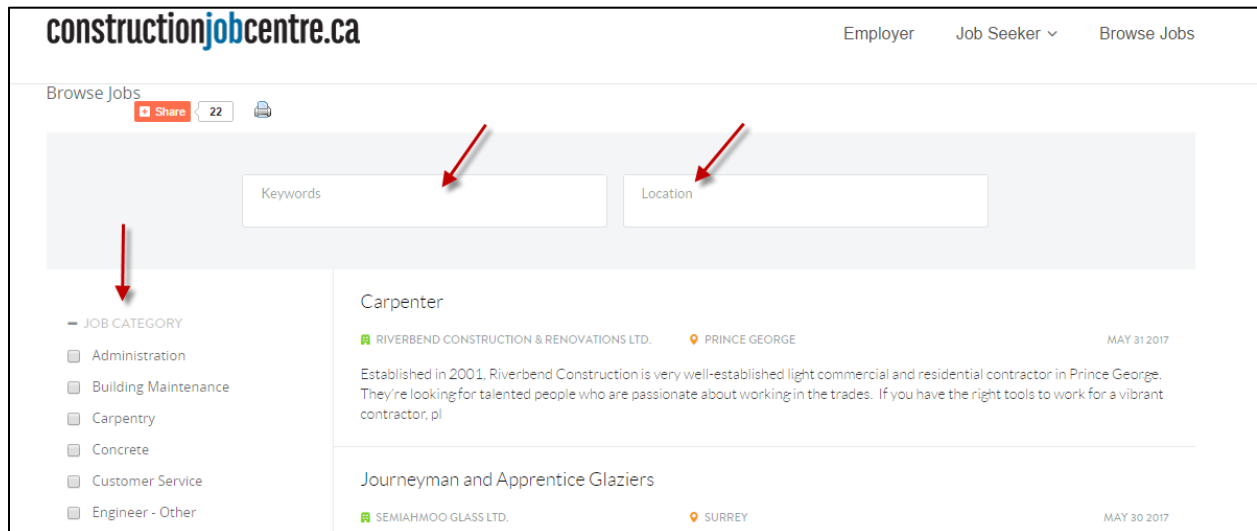 constructionjobcentre.ca
Employer Job Seeker Browse Jobs
Browse Jobs
Share 22
Keywords Location
JOB CATEGORY
Administration
Building Maintenance
Carpentry
Concrete
Customer Service
Engineer - Other
Carpenter
RIVERBEND CONSTRUCTION & RENOVATIONS LTD. PRINCE GEORGE MAY 31 2017
Established in 2001, Riverbend Construction is very well-established light commercial and residential contractor in Prince George.
They're looking for talented people who are passionate about working in the trades. If you have the right tools to work for a vibrant
contractor, pl
Journeyman and Apprentice Glaziers
SEMIAHMOO GLASS LTD. SURREY MAY 30 2017